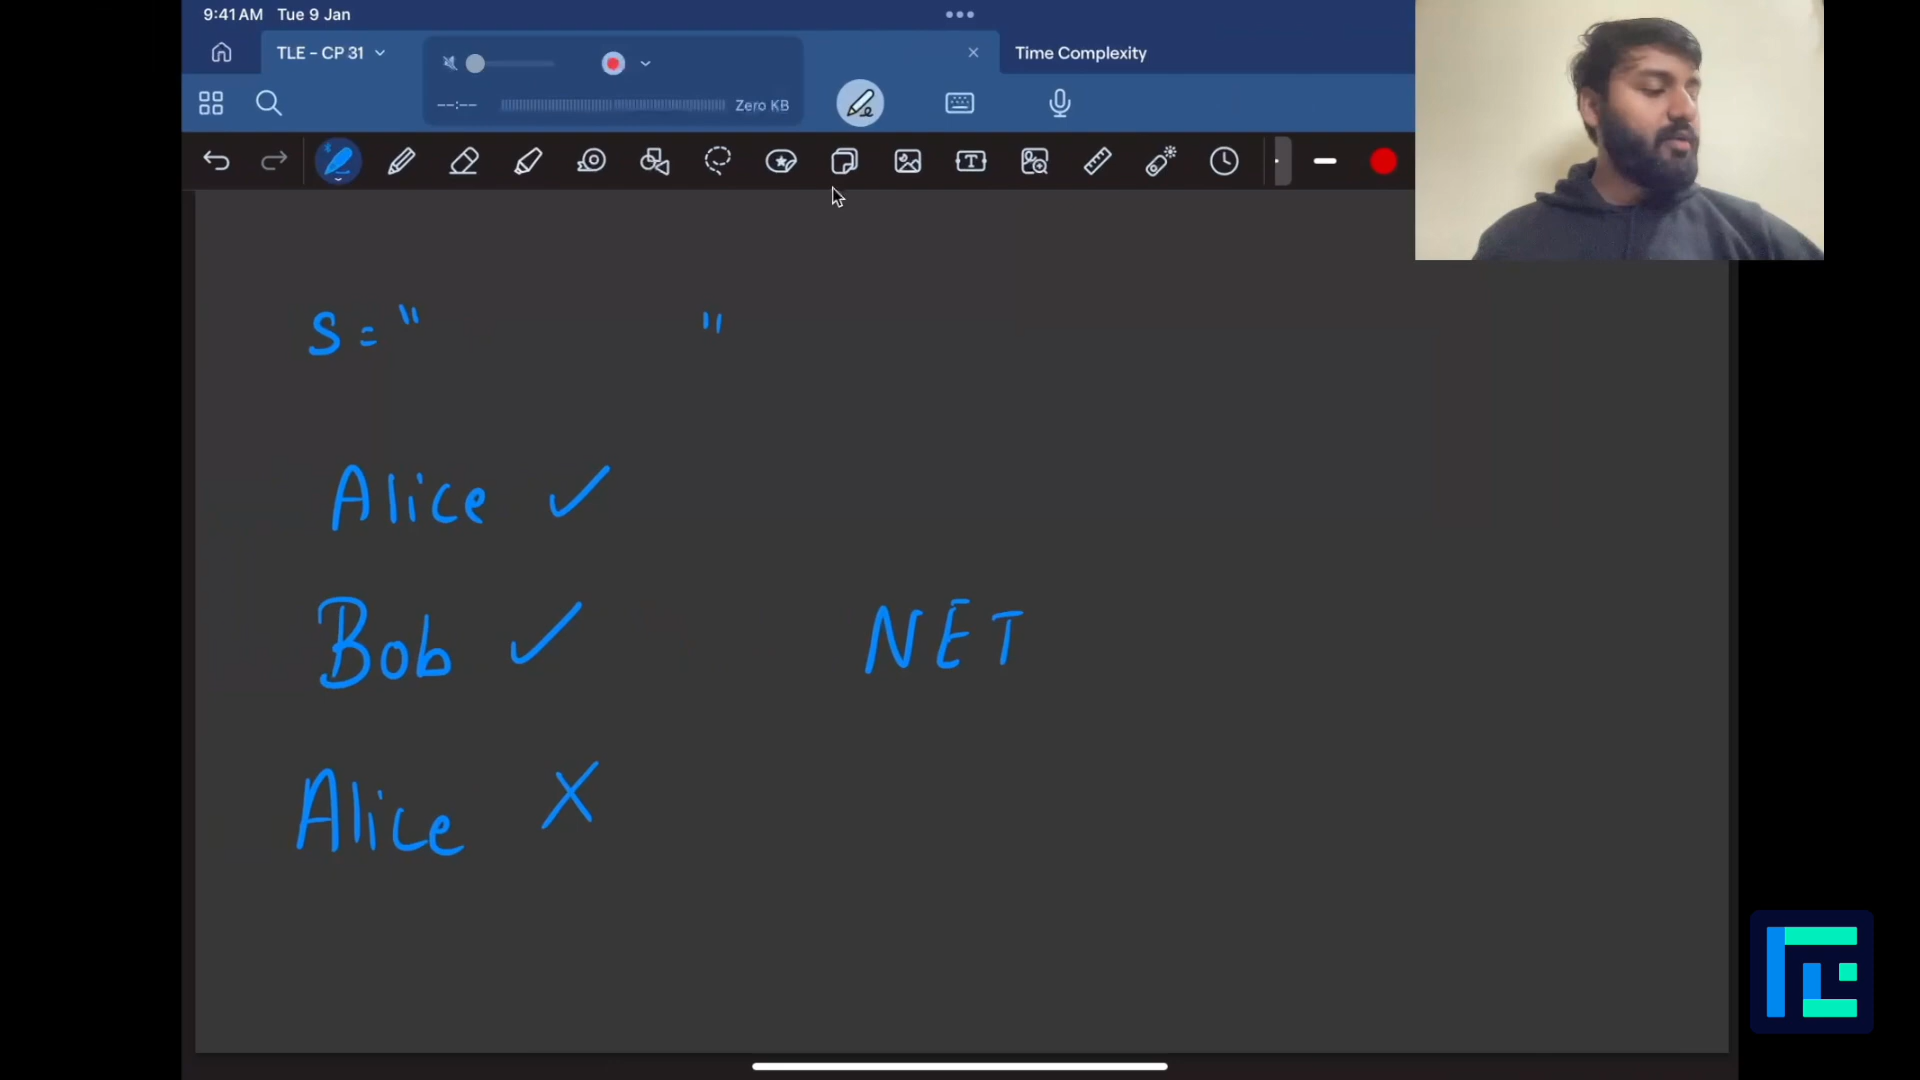 9:41 AM Tue 9 Jan
TLE - CP 31
Time Complexity
--:-- Zero KB
S = " "
Alice ✓
Bob ✓ NET
Alice X